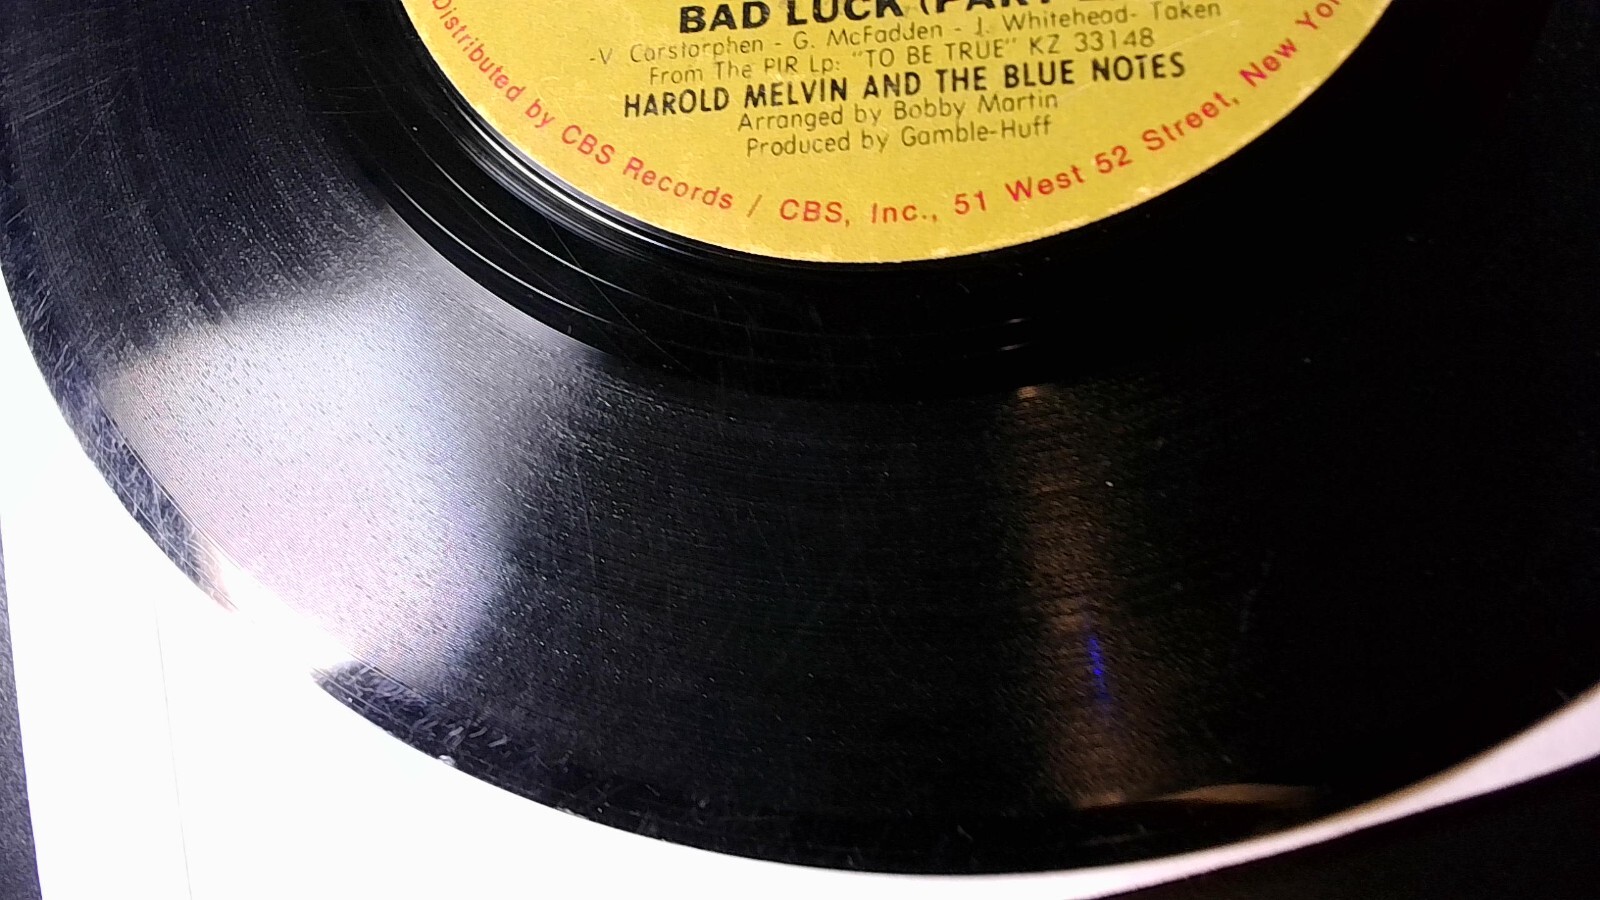 BAD LUCK (PART
-V Carstorphen - G. McFadden - J. Whitehead- Taken
From The PIR Lp: "TO BE TRUE" KZ 33148
HAROLD MELVIN AND THE BLUE NOTES
Arranged by Bobby Martin
Produced by Gamble-Huff
Distributed by CBS Records / CBS, Inc., 51 West 52 Street, New